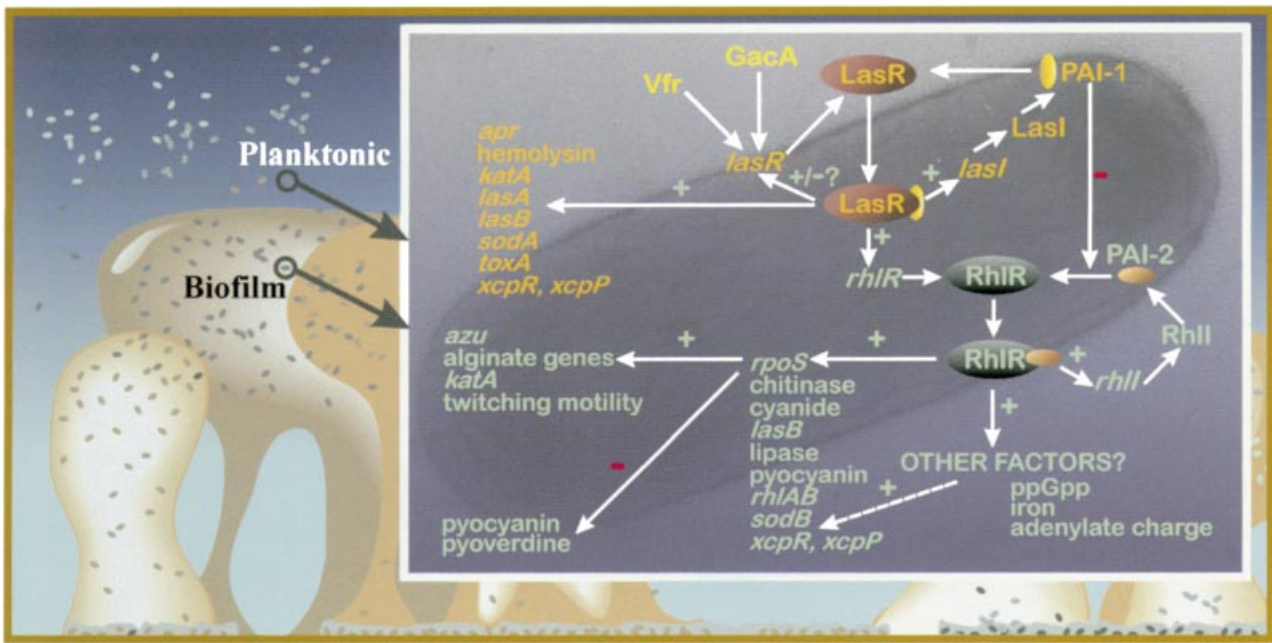 GacA
Vfr
LasR
PAI-1
LasI
lasI
lasR
+/-?
+
LasR
+
apr
hemolysin
katA
lasA
lasB
sodA
toxA
xcpR, xcpP
+
-
Planktonic
Biofilm
+
rhlR
RhlR
PAI-2
RhlI
rhlI
+
RhlR
+
+
azu
alginate genes
katA
twitching motility
rpoS
chitinase
cyanide
lasB
lipase
pyocyanin
rhlAB
sodB
xcpR, xcpP
-
pyocyanin
pyoverdine
+
OTHER FACTORS?
ppGpp
iron
adenylate charge
+